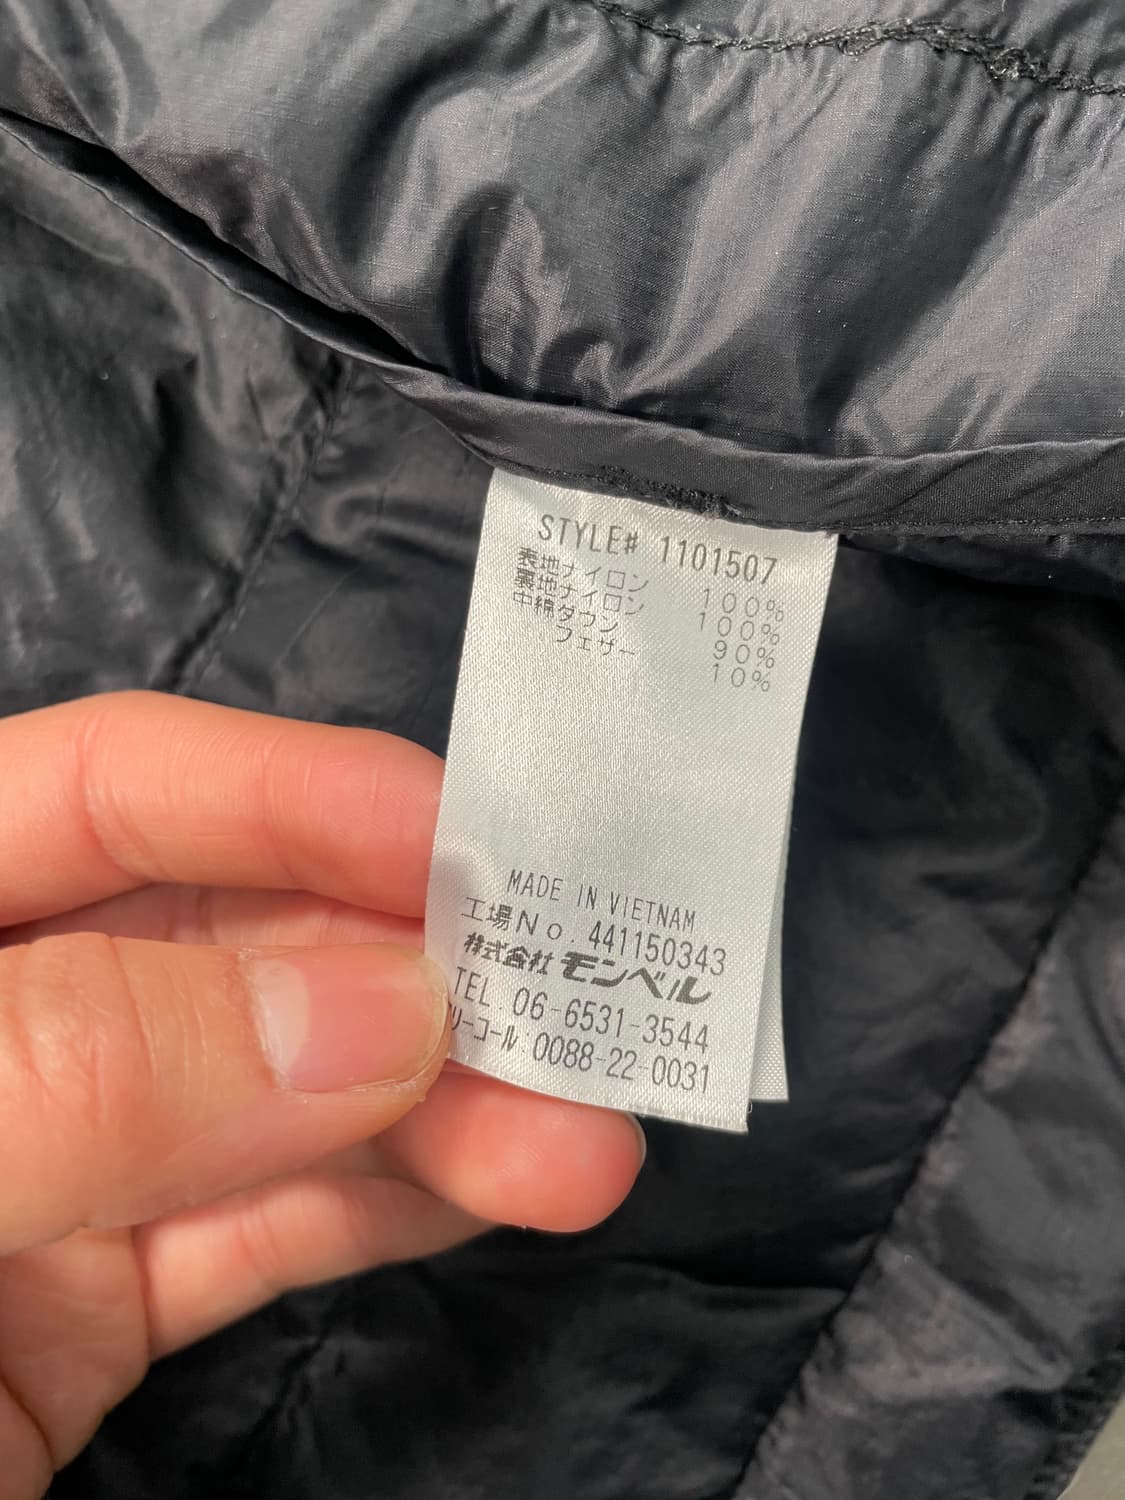 STYLE# 1101507
表地ナイロン 100%
裏地ナイロン 100%
中綿ダウン 90%
フェザー 10%
MADE IN VIETNAM
工場No. 441150343
株式会社モンベル
TEL. 06-6531-3544
リーコール:0088-22-0031